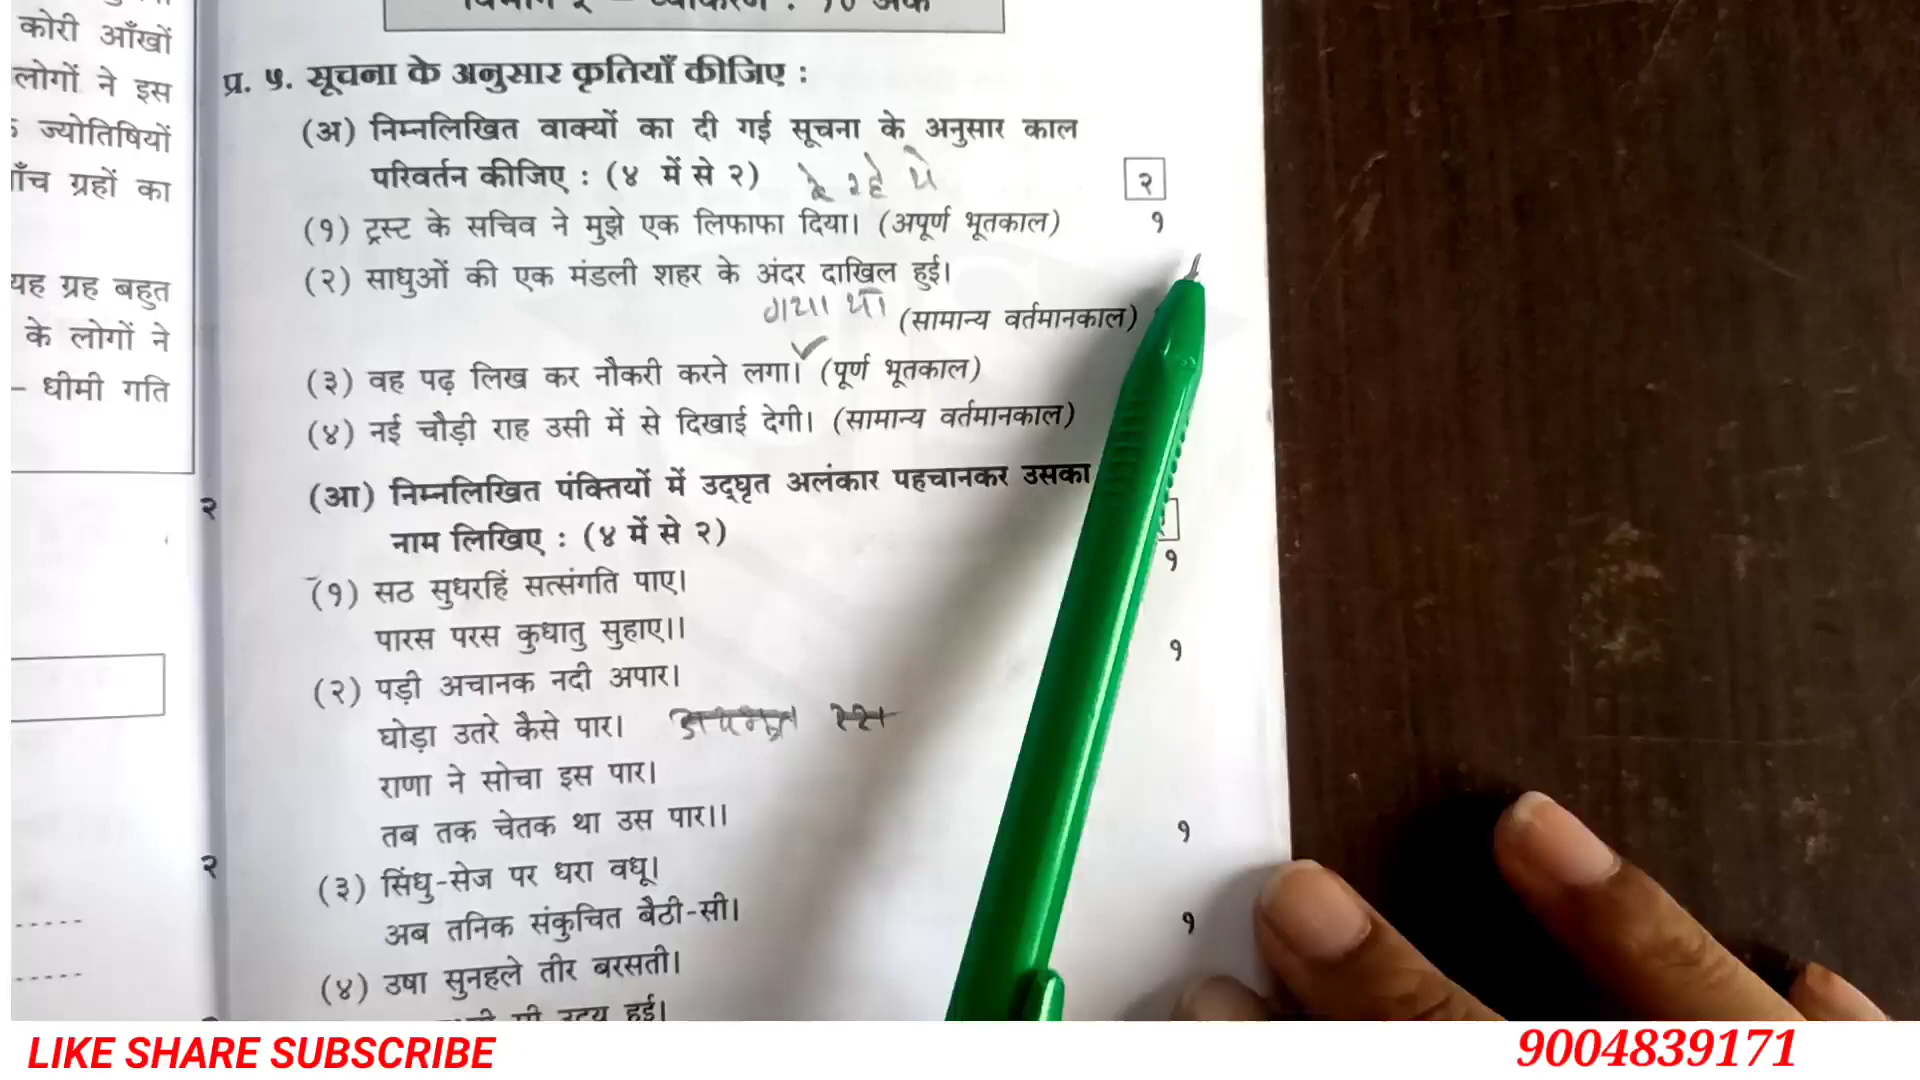 कोरी आँखों
लोगों ने इस
ज्योतिषियों
ग्रहों का
यह ग्रह बहुत
के लोगों ने
– धीमी गति
२
२
प्र. ५. सूचना के अनुसार कृतियाँ कीजिए :
(अ) निम्नलिखित वाक्यों का दी गई सूचना के अनुसार काल
परिवर्तन कीजिए : (४ में से २) दे रहे थे २
(१) ट्रस्ट के सचिव ने मुझे एक लिफाफा दिया। (अपूर्ण भूतकाल) १
(२) साधुओं की एक मंडली शहर के अंदर दाखिल हुई।
गया था (सामान्य वर्तमानकाल)
(३) वह पढ़ लिख कर नौकरी करने लगा। (पूर्ण भूतकाल)
(४) नई चौड़ी राह उसी में से दिखाई देगी। (सामान्य वर्तमानकाल)
(आ) निम्नलिखित पंक्तियों में उद्धृत अलंकार पहचानकर उसका
नाम लिखिए : (४ में से २)
(१) सठ सुधरहिं सत्संगति पाए। १
पारस परस कुधातु सुहाए।।
(२) पड़ी अचानक नदी अपार। १
घोड़ा उतरे कैसे पार।
राणा ने सोचा इस पार।
तब तक चेतक था उस पार।।
(३) सिंधु-सेज पर धरा वधू। १
अब तनिक संकुचित बैठी-सी।
(४) उषा सुनहले तीर बरसती। १
उदय हुई।
LIKE SHARE SUBSCRIBE
9004839171